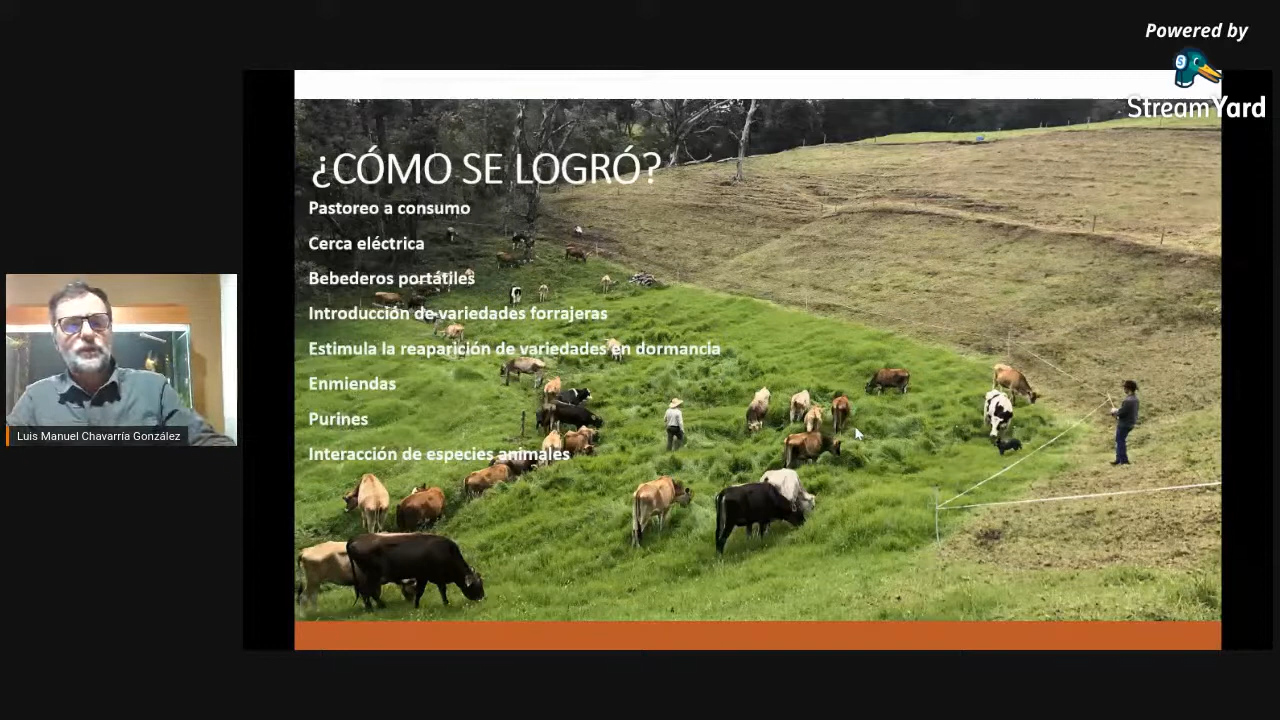 Powered by
StreamYard
¿CÓMO SE LOGRÓ?
Pastoreo a consumo
Cerca eléctrica
Bebederos portátiles
Introducción de variedades forrajeras
Estimula la reaparición de variedades en dormancia
Enmiendas
Purines
Interacción de especies animales
Luis Manuel Chavarría González